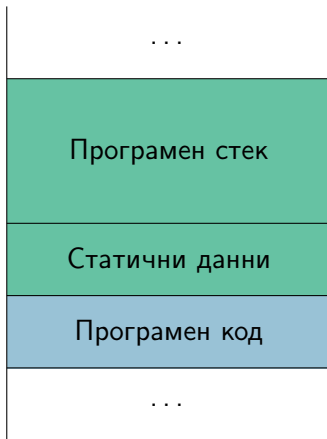 ...
Програмен стек
Статични данни
Програмен код
...